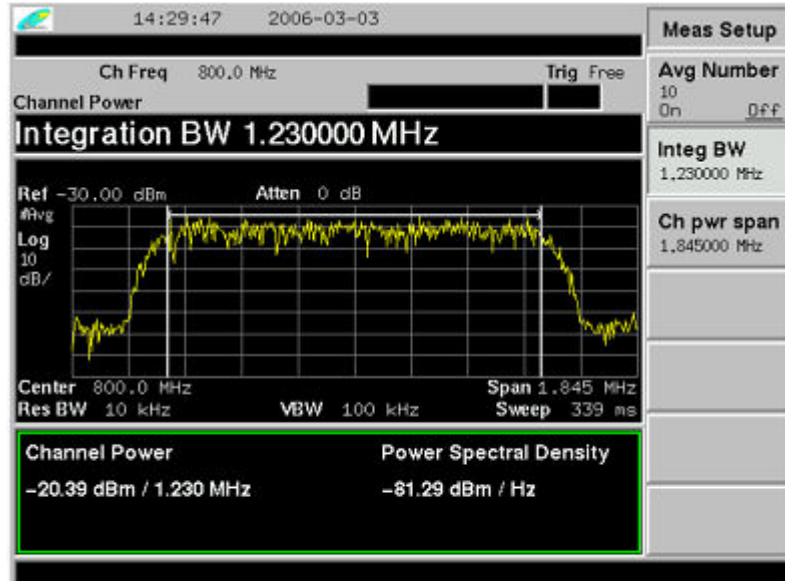 14:29:47 2006-03-03
Meas Setup
Ch Freq 800.0 MHz Trig Free
Channel Power
Avg Number
10
On Off
Integration BW 1.230000 MHz
Integ BW
1.230000 MHz
Ref -30.00 dBm Atten 0 dB
#Avg
Log
10
dB/
Ch pwr span
1.845000 MHz
Center 800.0 MHz Span 1.845 MHz
Res BW 10 kHz VBW 100 kHz Sweep 339 ms
Channel Power Power Spectral Density
-20.39 dBm / 1.230 MHz -81.29 dBm / Hz